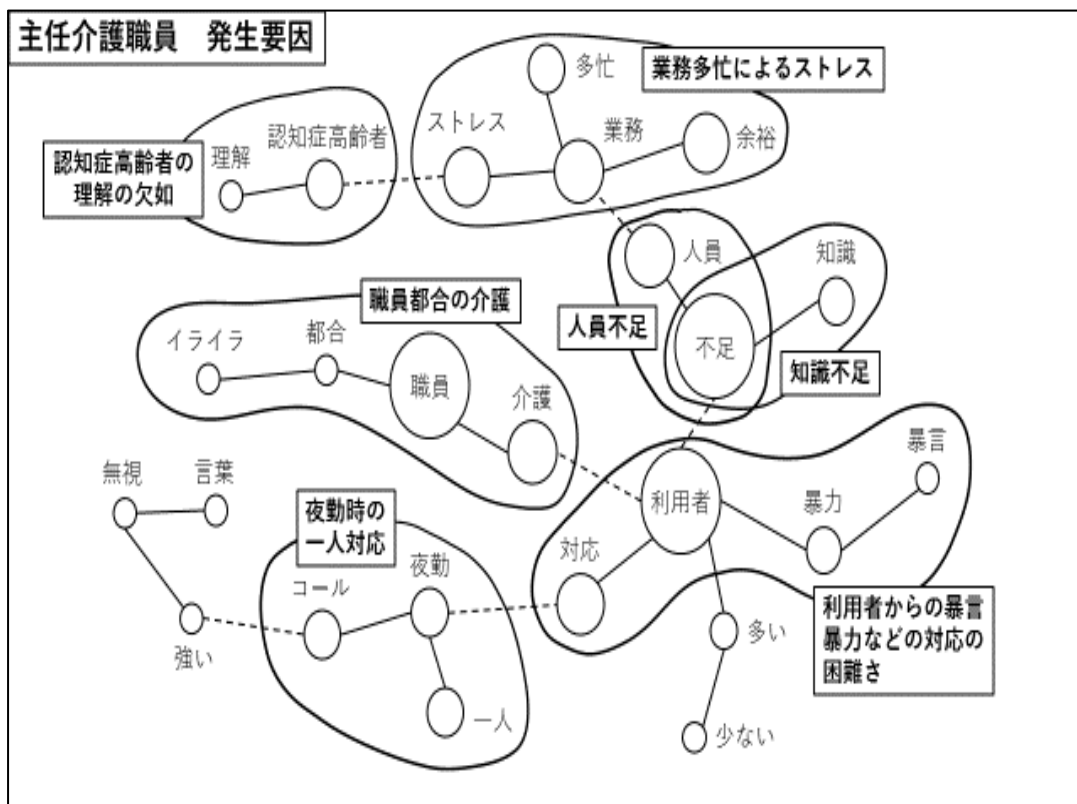 主任介護職員 発生要因
多忙
業務多忙によるストレス
ストレス
業務
余裕
認知症高齢者
理解
認知症高齢者の
理解の欠如
人員
知識
人員不足
不足
知識不足
職員都合の介護
イライラ
都合
職員
介護
無視
言葉
夜勤時の
一人対応
コール
夜勤
対応
利用者
暴力
暴言
強い
一人
多い
少ない
利用者からの暴言
暴力などの対応の
困難さ